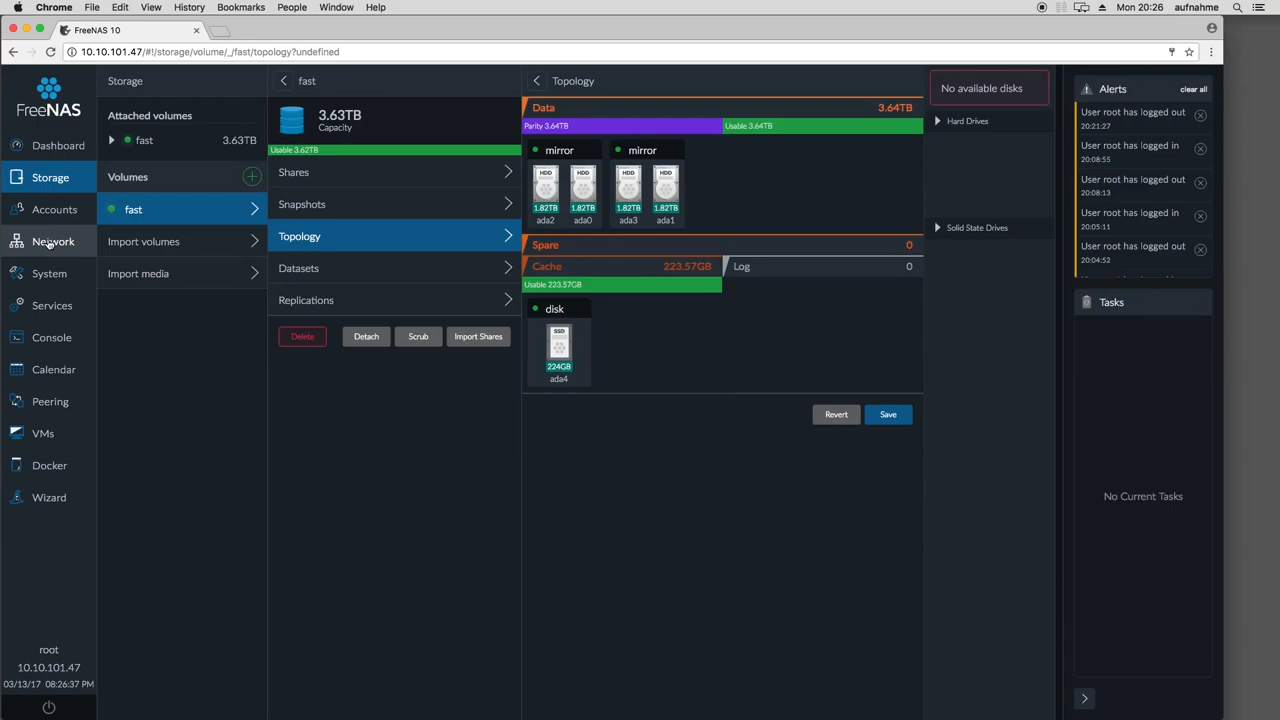 Chrome File Edit View History Bookmarks People Window Help
Mon 20:26 aufnahme
FreeNAS 10
10.10.101.47/#!/storage/volume/_/fast/topology?undefined
FreeNAS
Dashboard
Storage
Accounts
Network
System
Services
Console
Calendar
Peering
VMs
Docker
Wizard
root
10.10.101.47
03/13/17 08:26:37 PM
Storage
Attached volumes
fast 3.63TB
Volumes
fast
Import volumes
Import media
fast
3.63TB
Capacity
Usable 3.62TB
Shares
Snapshots
Topology
Datasets
Replications
Delete Detach Scrub Import Shares
Topology
Data 3.64TB
Parity 3.64TB Usable 3.64TB
mirror mirror
HDD HDD HDD HDD
1.82TB 1.82TB 1.82TB 1.82TB
ada2 ada0 ada3 ada1
Spare 0
Cache 223.57GB Log 0
Usable 223.57GB
disk
SSD
224GB
ada4
Revert Save
No available disks
Hard Drives
Solid State Drives
Alerts clear all
User root has logged out
20:21:27
User root has logged in
20:08:55
User root has logged out
20:08:13
User root has logged in
20:05:11
User root has logged out
20:04:52
Tasks
No Current Tasks